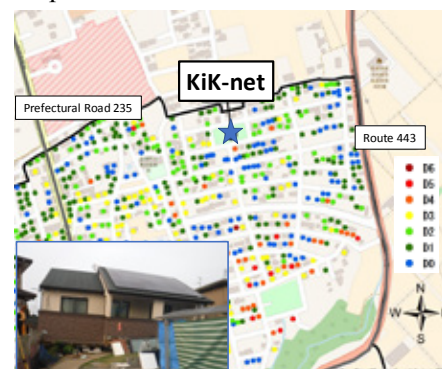 KiK-net
Prefectural Road 235
Route 443
D6
D5
D4
D3
D2
D1
D0
N
W
S